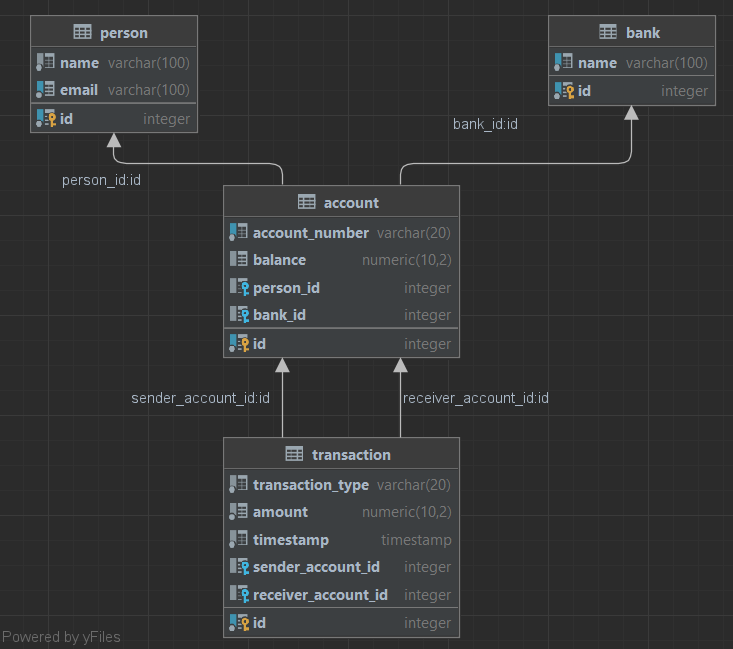 person
name varchar(100)
email varchar(100)
id integer
bank
name varchar(100)
id integer
person_id:id
bank_id:id
account
account_number varchar(20)
balance numeric(10,2)
person_id integer
bank_id integer
id integer
sender_account_id:id
receiver_account_id:id
transaction
transaction_type varchar(20)
amount numeric(10,2)
timestamp timestamp
sender_account_id integer
receiver_account_id integer
id integer
Powered by yFiles